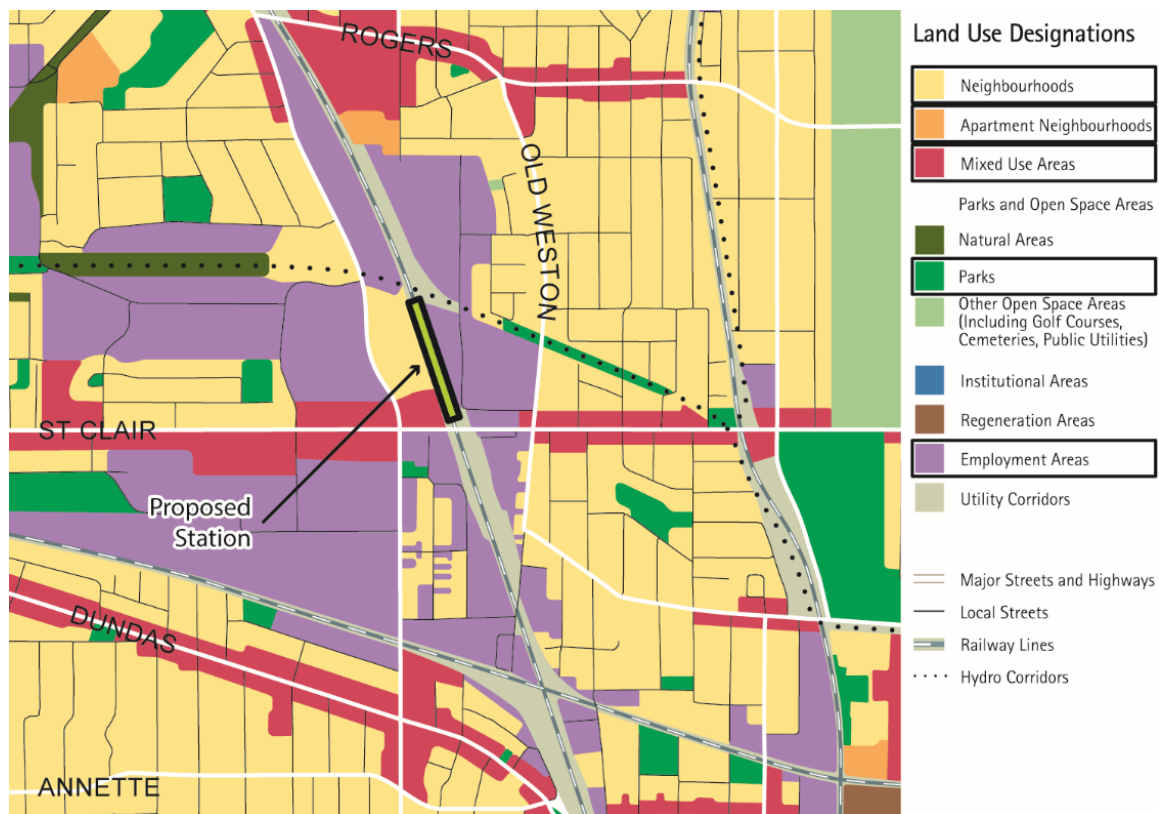 ROGERS
OLD WESTON
ST CLAIR
Proposed
Station
DUNDAS
ANNETTE
Land Use Designations
Neighbourhoods
Apartment Neighbourhoods
Mixed Use Areas
Parks and Open Space Areas
Natural Areas
Parks
Other Open Space Areas
(Including Golf Courses,
Cemeteries, Public Utilities)
Institutional Areas
Regeneration Areas
Employment Areas
Utility Corridors
Major Streets and Highways
Local Streets
Railway Lines
Hydro Corridors